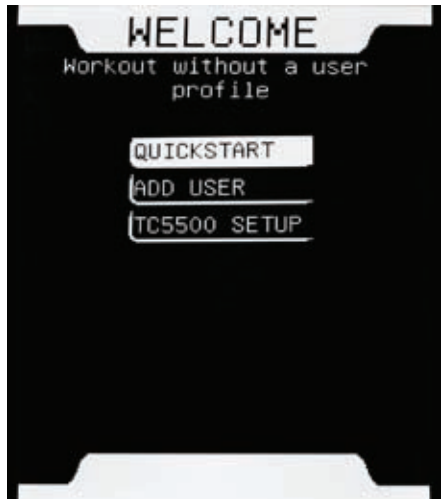 WELCOME
Workout without a user
profile
QUICKSTART
ADD USER
TC5500 SETUP